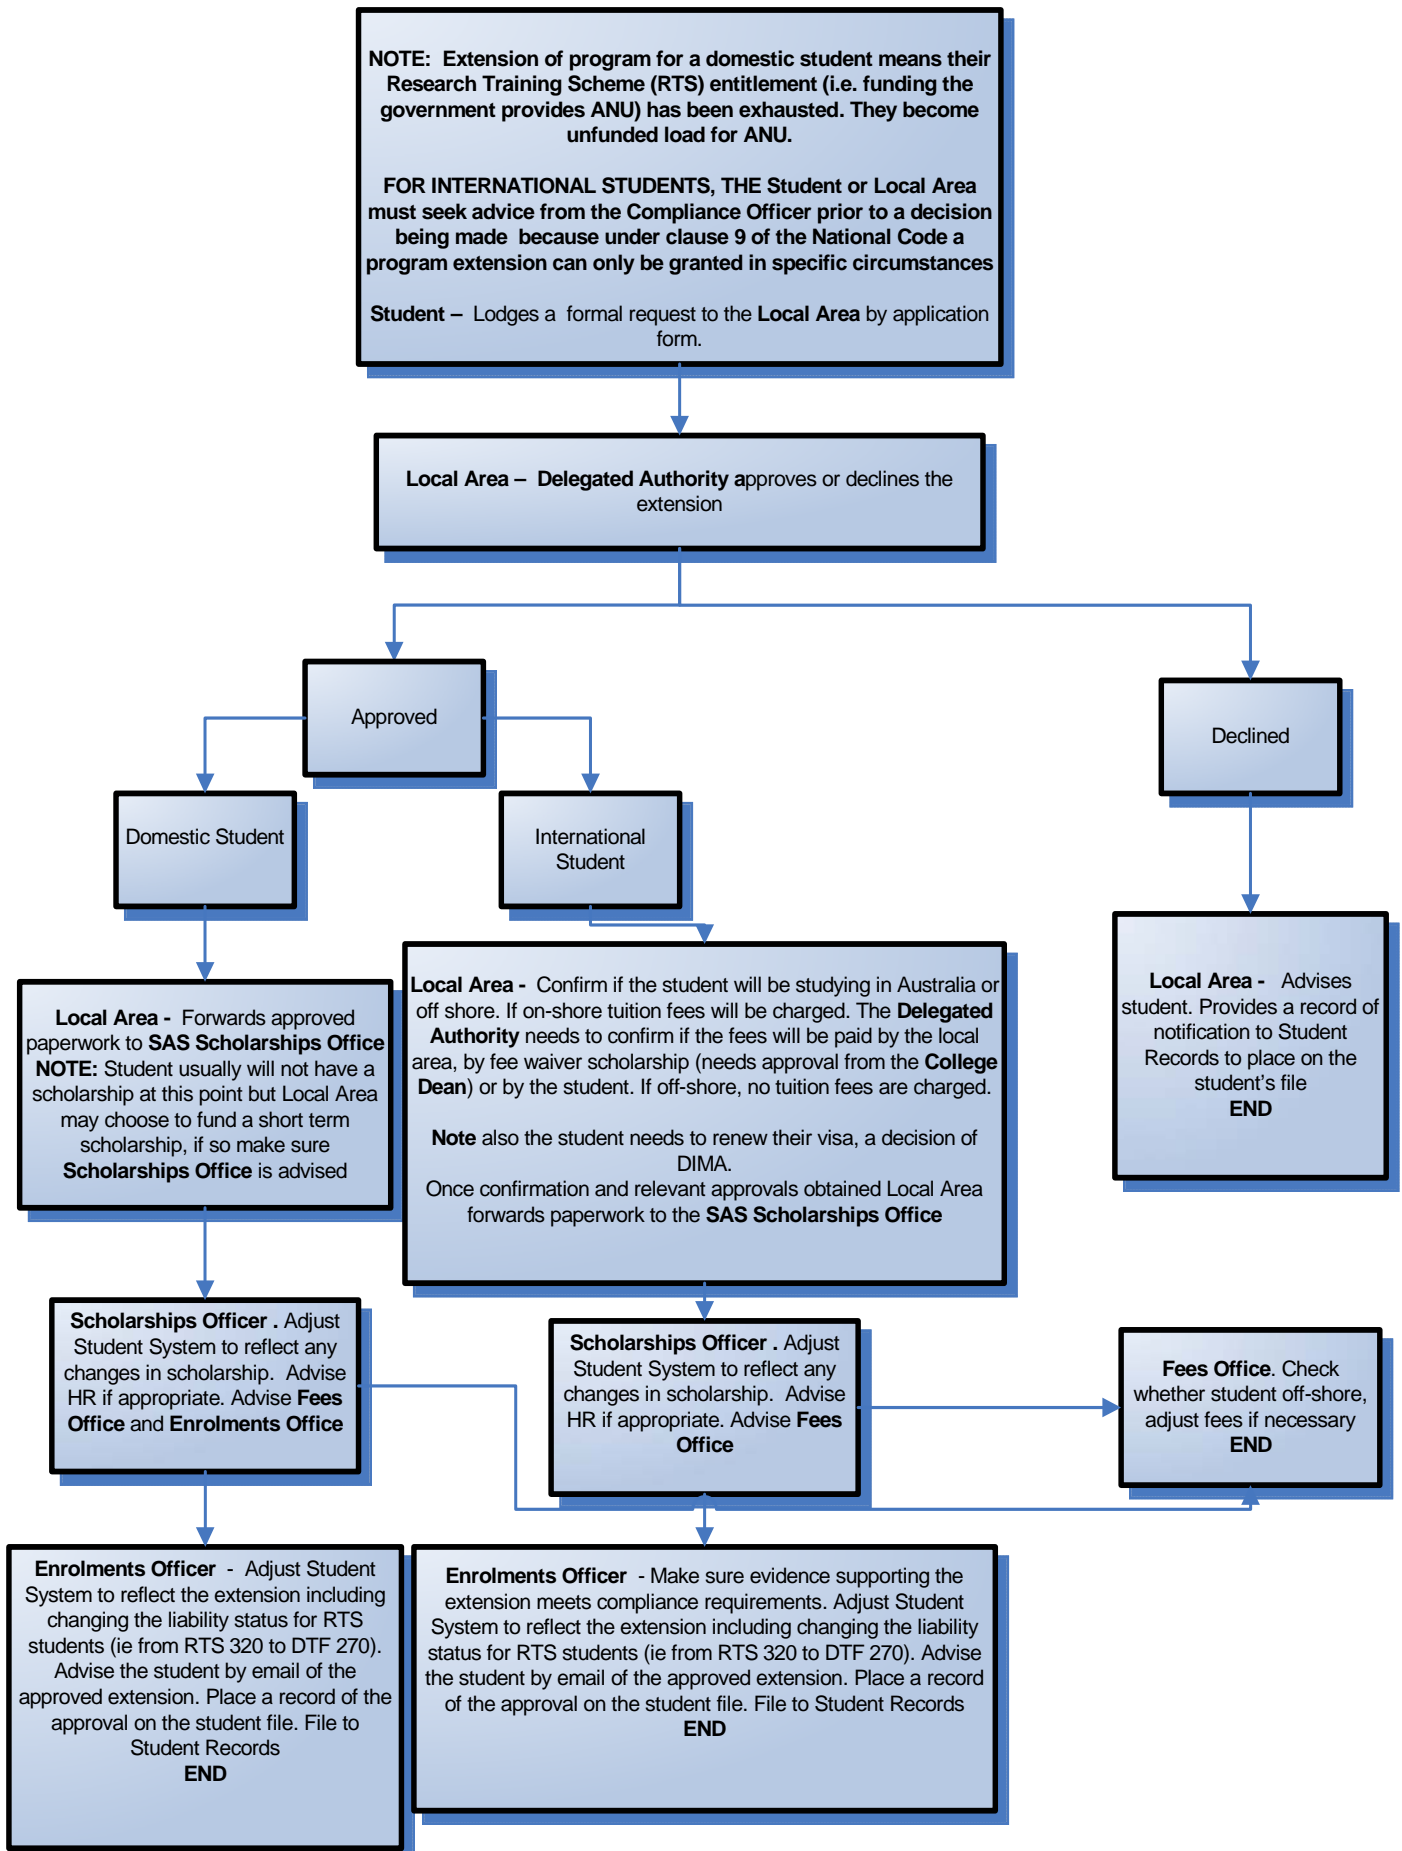 NOTE: Extension of program for a domestic student means their
Research Training Scheme (RTS) entitlement (i.e. funding the
government provides ANU) has been exhausted. They become
unfunded load for ANU.
FOR INTERNATIONAL STUDENTS, THE Student or Local Area
must seek advice from the Compliance Officer prior to a decision
being made because under clause 9 of the National Code a
program extension can only be granted in specific circumstances
Student – Lodges a formal request to the Local Area by application
form.
Local Area – Delegated Authority approves or declines the
extension
Approved
Declined
Domestic Student
International
Student
Local Area - Forwards approved
paperwork to SAS Scholarships Office
NOTE: Student usually will not have a
scholarship at this point but Local Area
may choose to fund a short term
scholarship, if so make sure
Scholarships Office is advised
Local Area - Confirm if the student will be studying in Australia or
off shore. If on-shore tuition fees will be charged. The Delegated
Authority needs to confirm if the fees will be paid by the local
area, by fee waiver scholarship (needs approval from the College
Dean) or by the student. If off-shore, no tuition fees are charged.
Note also the student needs to renew their visa, a decision of
DIMA.
Once confirmation and relevant approvals obtained Local Area
forwards paperwork to the SAS Scholarships Office
Local Area - Advises
student. Provides a record of
notification to Student
Records to place on the
student's file
END
Scholarships Officer . Adjust
Student System to reflect any
changes in scholarship. Advise
HR if appropriate. Advise Fees
Office and Enrolments Office
Scholarships Officer . Adjust
Student System to reflect any
changes in scholarship. Advise
HR if appropriate. Advise Fees
Office
Fees Office. Check
whether student off-shore,
adjust fees if necessary
END
Enrolments Officer - Adjust Student
System to reflect the extension including
changing the liability status for RTS
students (ie from RTS 320 to DTF 270).
Advise the student by email of the
approved extension. Place a record of the
approval on the student file. File to
Student Records
END
Enrolments Officer - Make sure evidence supporting the
extension meets compliance requirements. Adjust Student
System to reflect the extension including changing the liability
status for RTS students (ie from RTS 320 to DTF 270). Advise
the student by email of the approved extension. Place a record
of the approval on the student file. File to Student Records
END